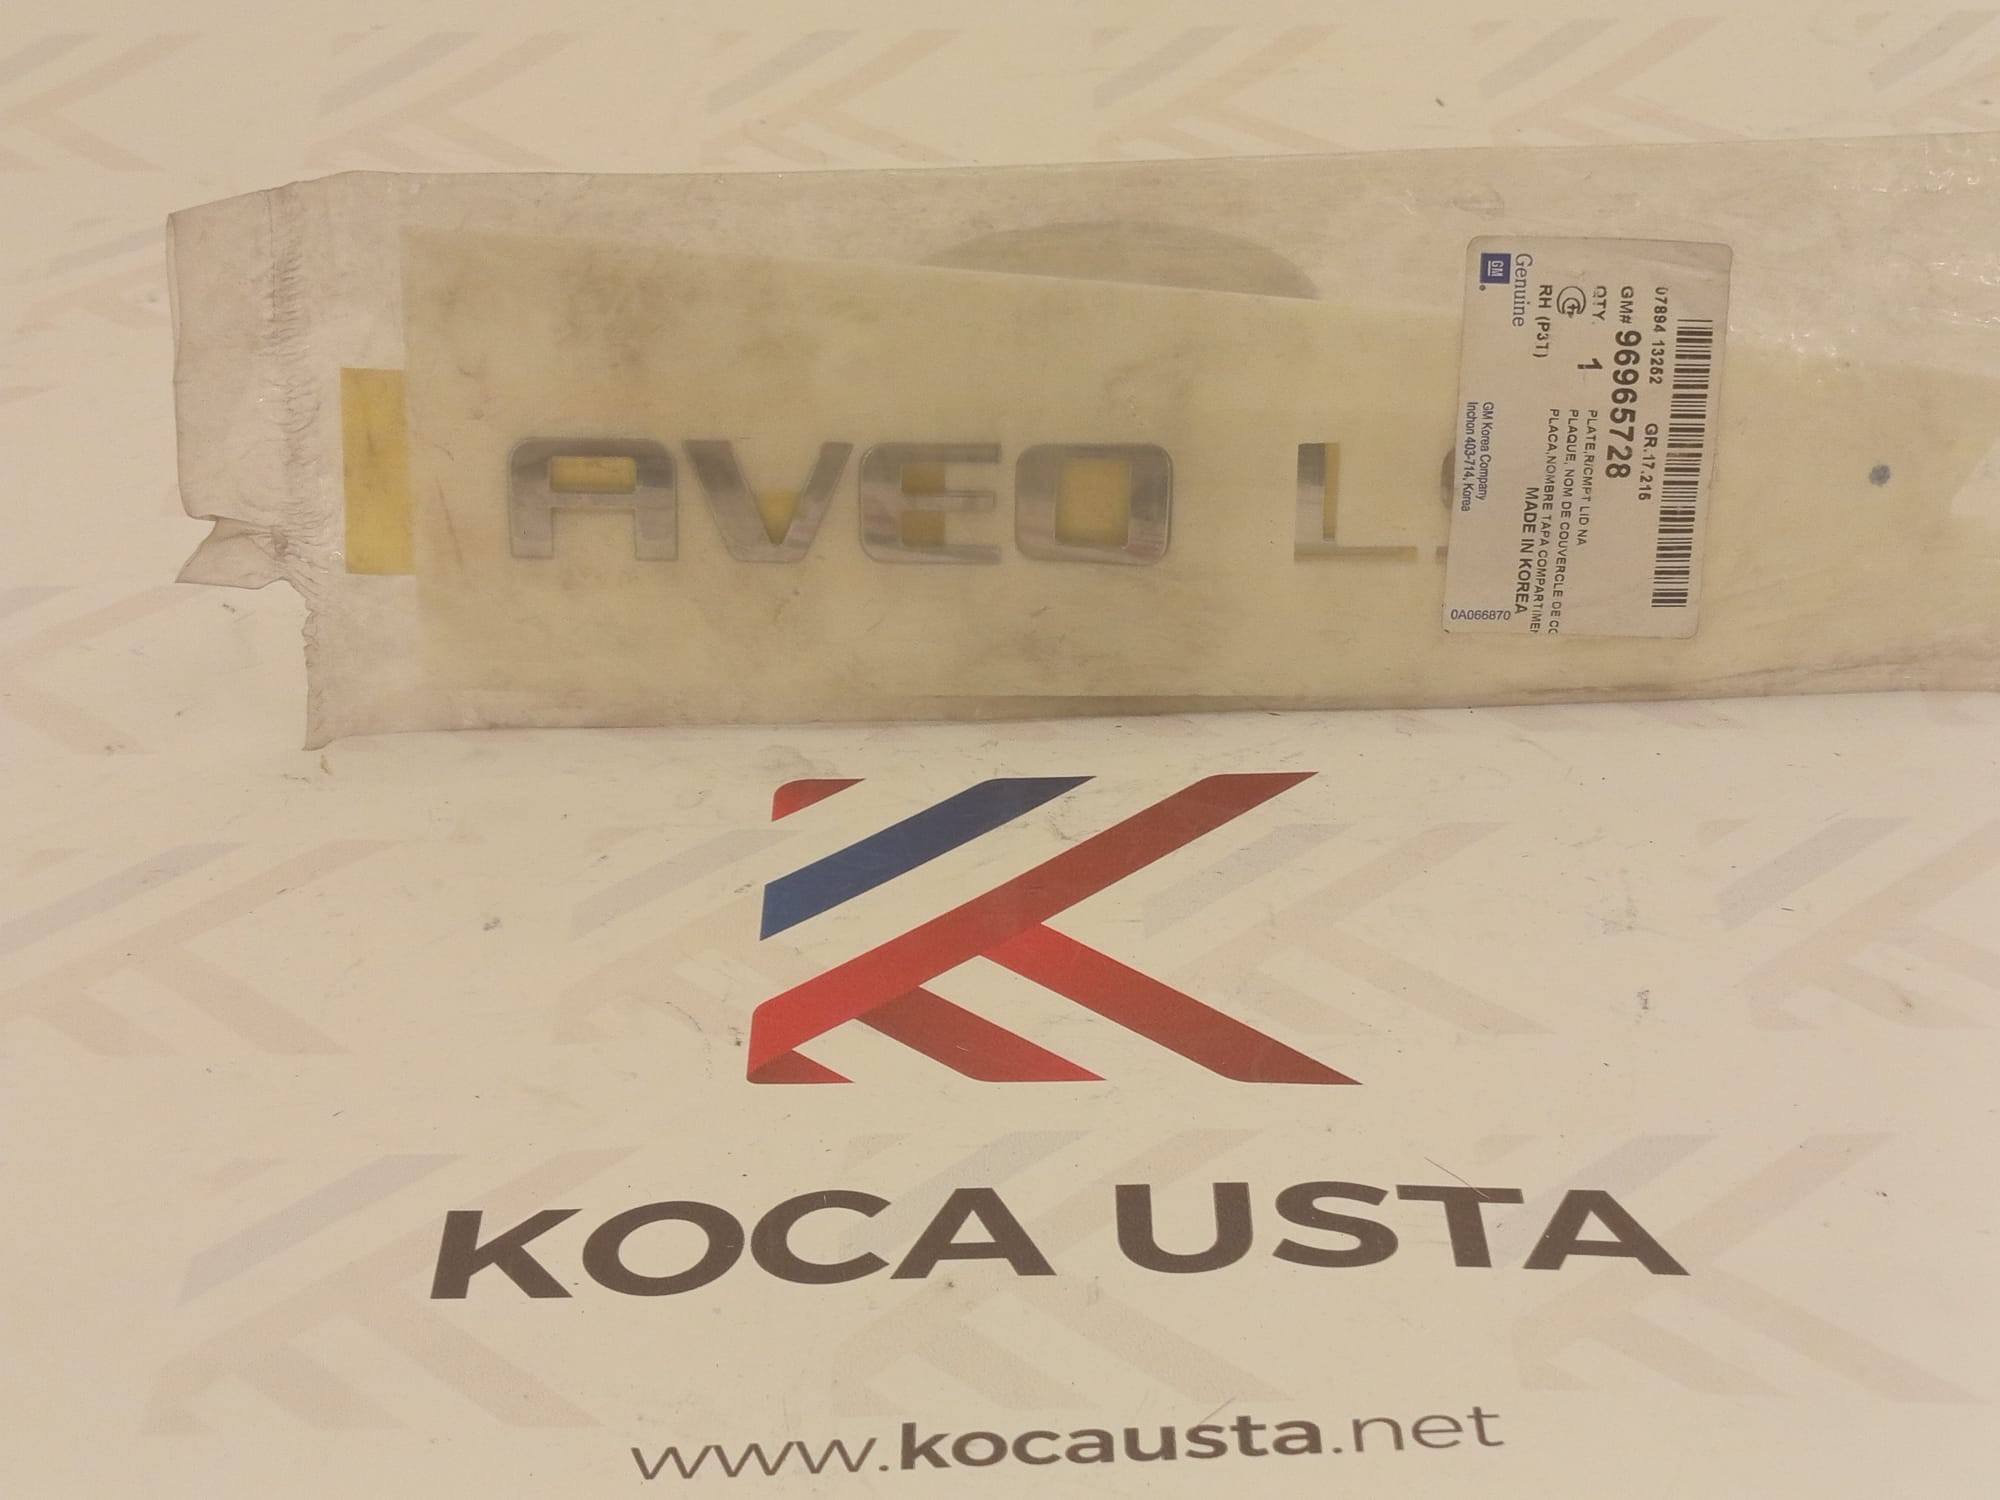 AVEO L
07894 13262 GR.17.216
GM# 96965728
QTY. 1
PLATE,R/CMPT LID NA
PLAQUE, NOM DE COUVERCLE DE CO
PLACA,NOMBRE TAPA COMPARTIMEN
RH (P3T)
MADE IN KOREA
GM
Genuine
GM Korea Company
Inchon 403-714, Korea
0A066870
KOCA USTA
www.kocausta.net